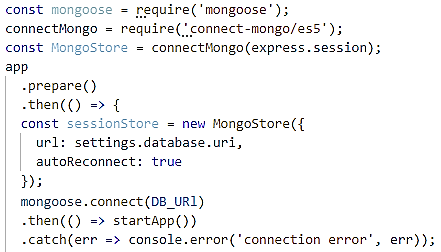 const mongoose = require('mongoose');
connectMongo = require('connect-mongo/es5');
const MongoStore = connectMongo(express.session);
app
.prepare()
.then(() => {
const sessionStore = new MongoStore({
url: settings.database.uri,
autoReconnect: true
});
mongoose.connect(DB_URl)
.then(() => startApp())
.catch(err => console.error('connection error', err));